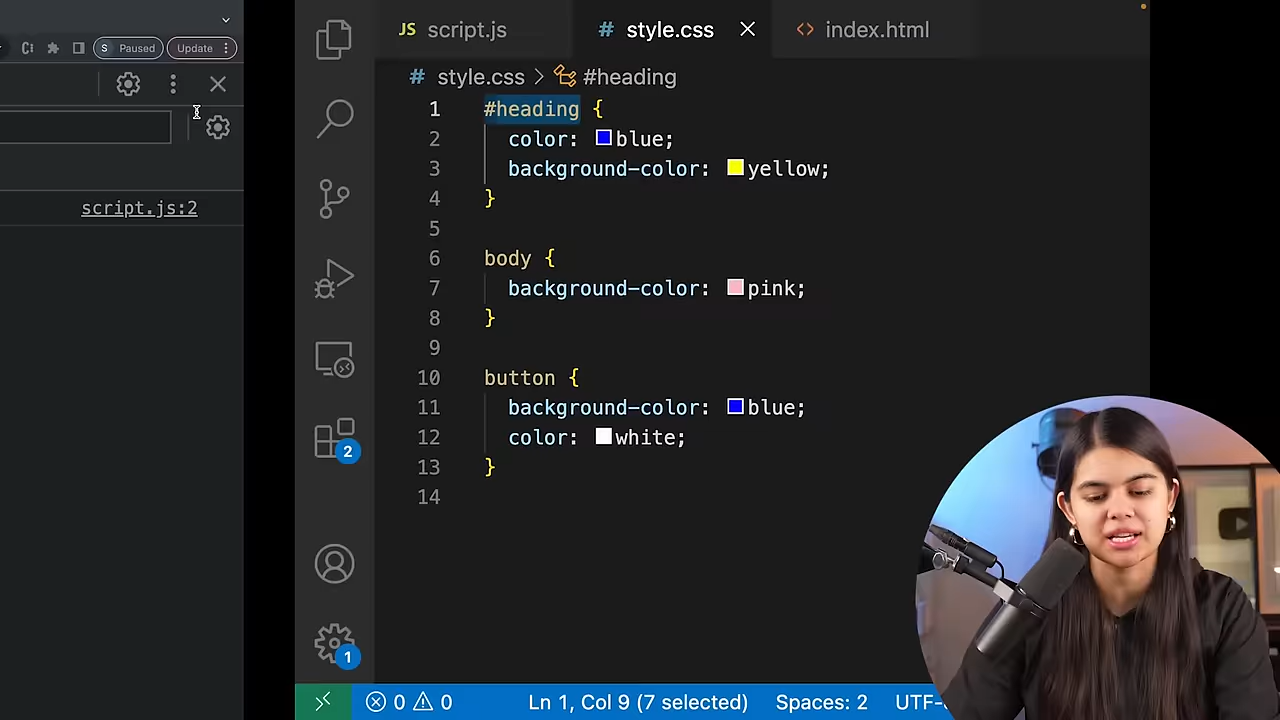 S Paused
Update
script.js:2
JS script.js
# style.css
<> index.html
# style.css > #heading
1 #heading {
2 color: blue;
3 background-color: yellow;
4 }
5
6 body {
7 background-color: pink;
8 }
9
10 button {
11 background-color: blue;
12 color: white;
13 }
14
2
1
0 0
Ln 1, Col 9 (7 selected)
Spaces: 2
UTF-